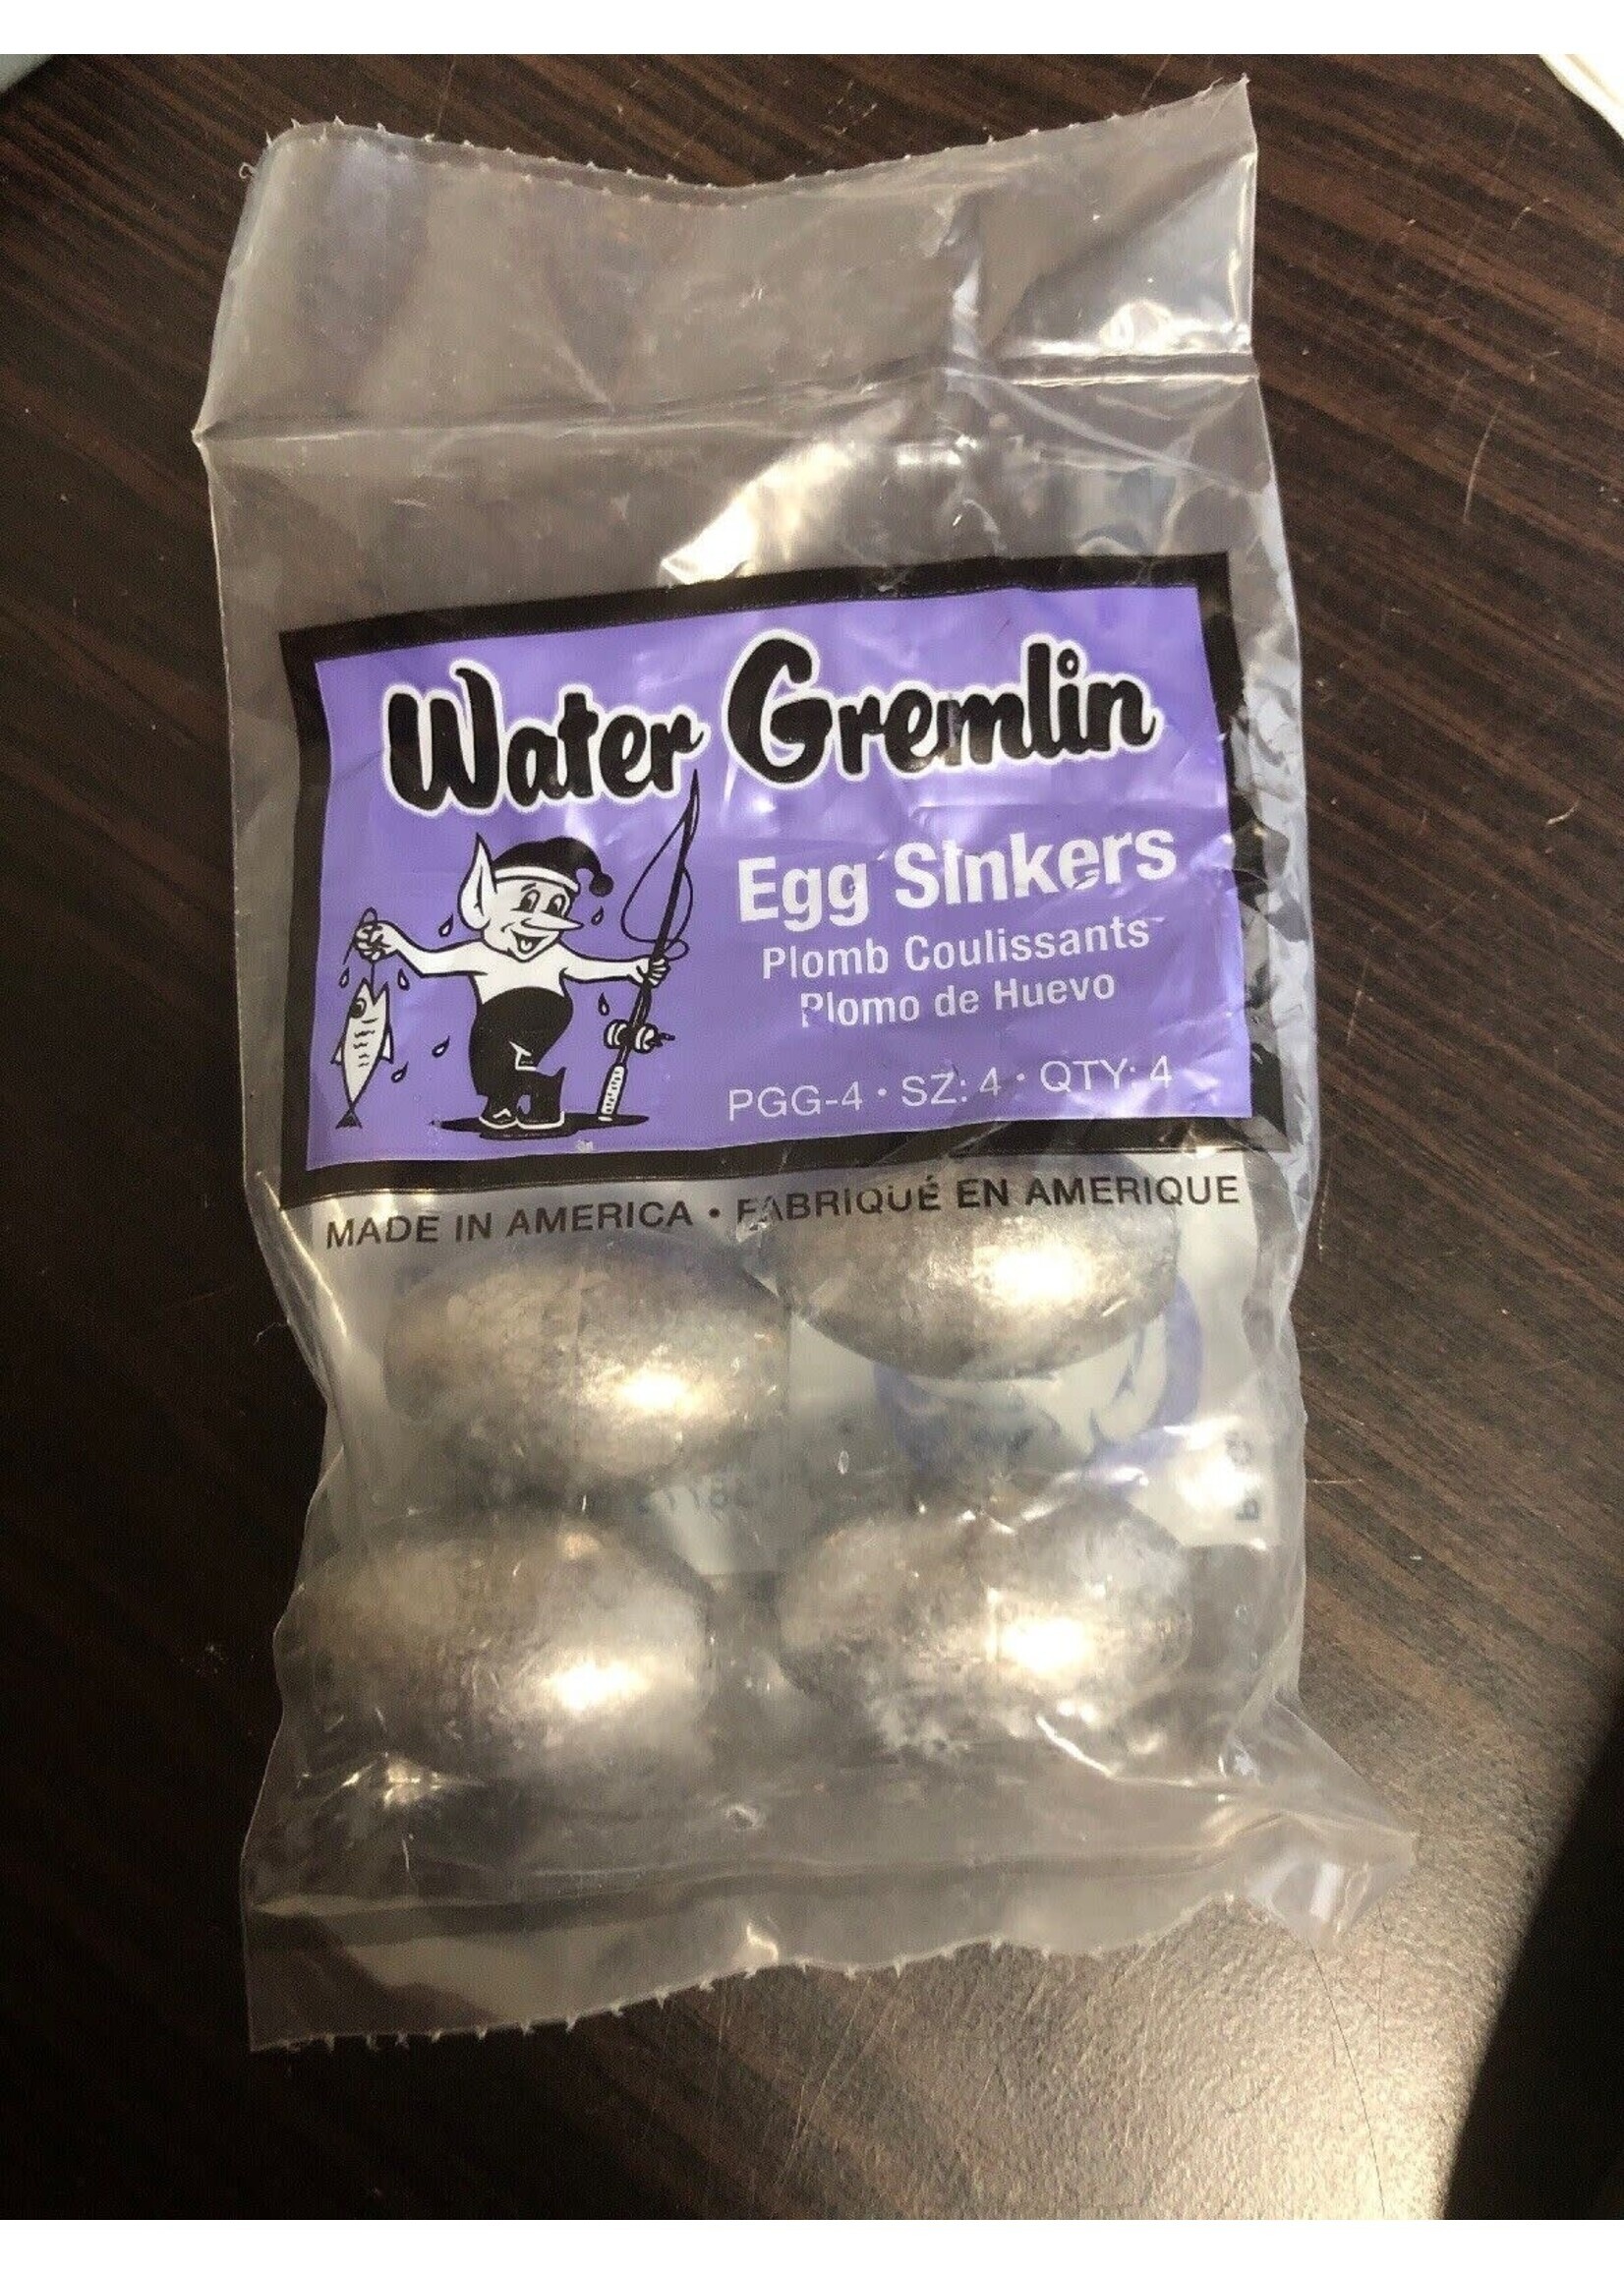 Water Gremlin
Egg Sinkers
Plomb Coulissants
Plomo de Huevo
PGG-4 • SZ: 4 • QTY: 4
MADE IN AMERICA • FABRIQUÉ EN AMERIQUE